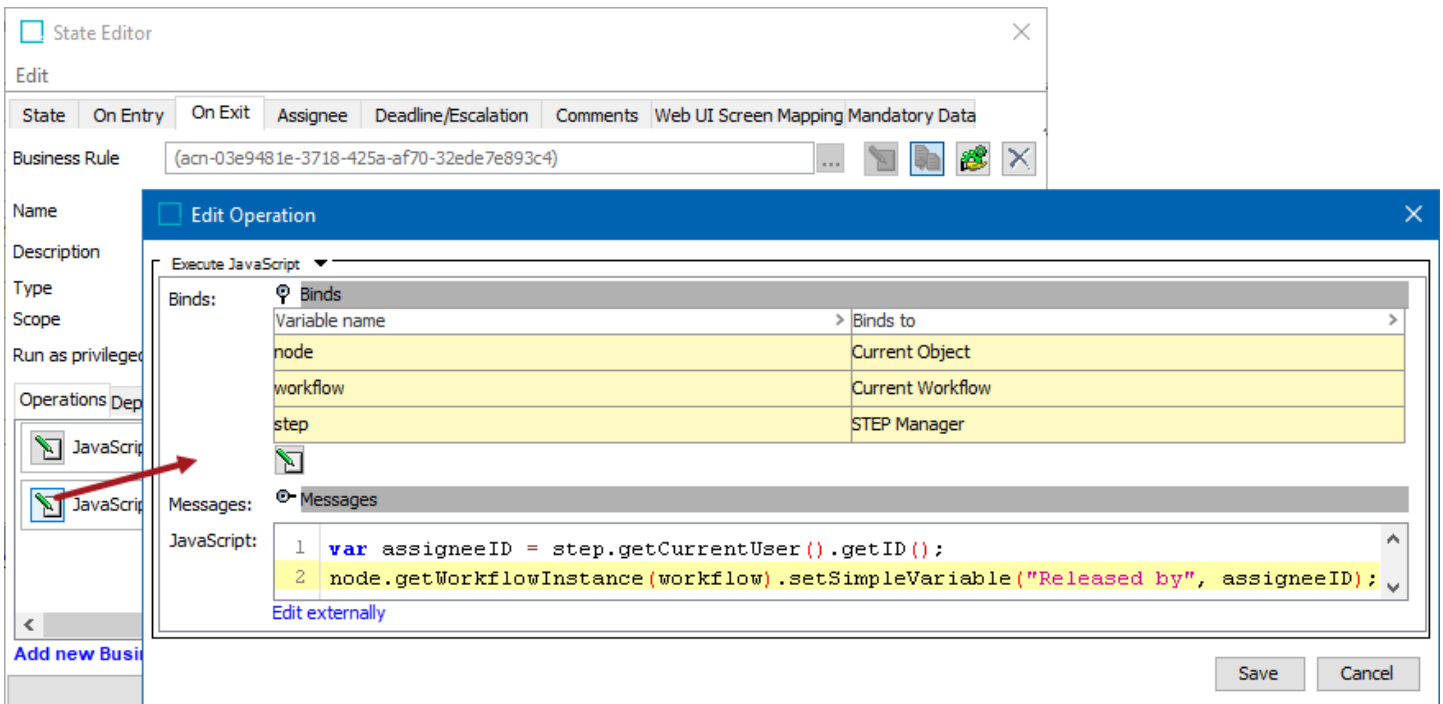 State Editor
Edit
State On Entry On Exit Assignee Deadline/Escalation Comments Web UI Screen Mapping Mandatory Data
Business Rule (acn-03e9481e-3718-425a-af70-32ede7e893c4) ...
Name
Edit Operation
Description
Execute JavaScript
Type
Binds: Binds
Scope
Variable name > Binds to >
Run as privileged
node Current Object
workflow Current Workflow
Operations Dep
step STEP Manager
JavaScrip
JavaScrip
Messages: Messages
JavaScript:
1 var assigneeID = step.getCurrentUser().getID();
2 node.getWorkflowInstance(workflow).setSimpleVariable("Released by", assigneeID);
Edit externally
Add new Busi
Save Cancel